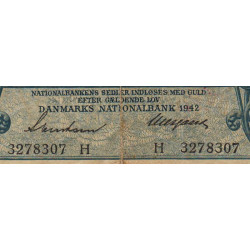 NATIONALBANKENS SEDLER INDLØSES MED GULD
EFTER GÆLDENDE LOV
DANMARKS NATIONALBANK 1942
3278307 H H 3278307